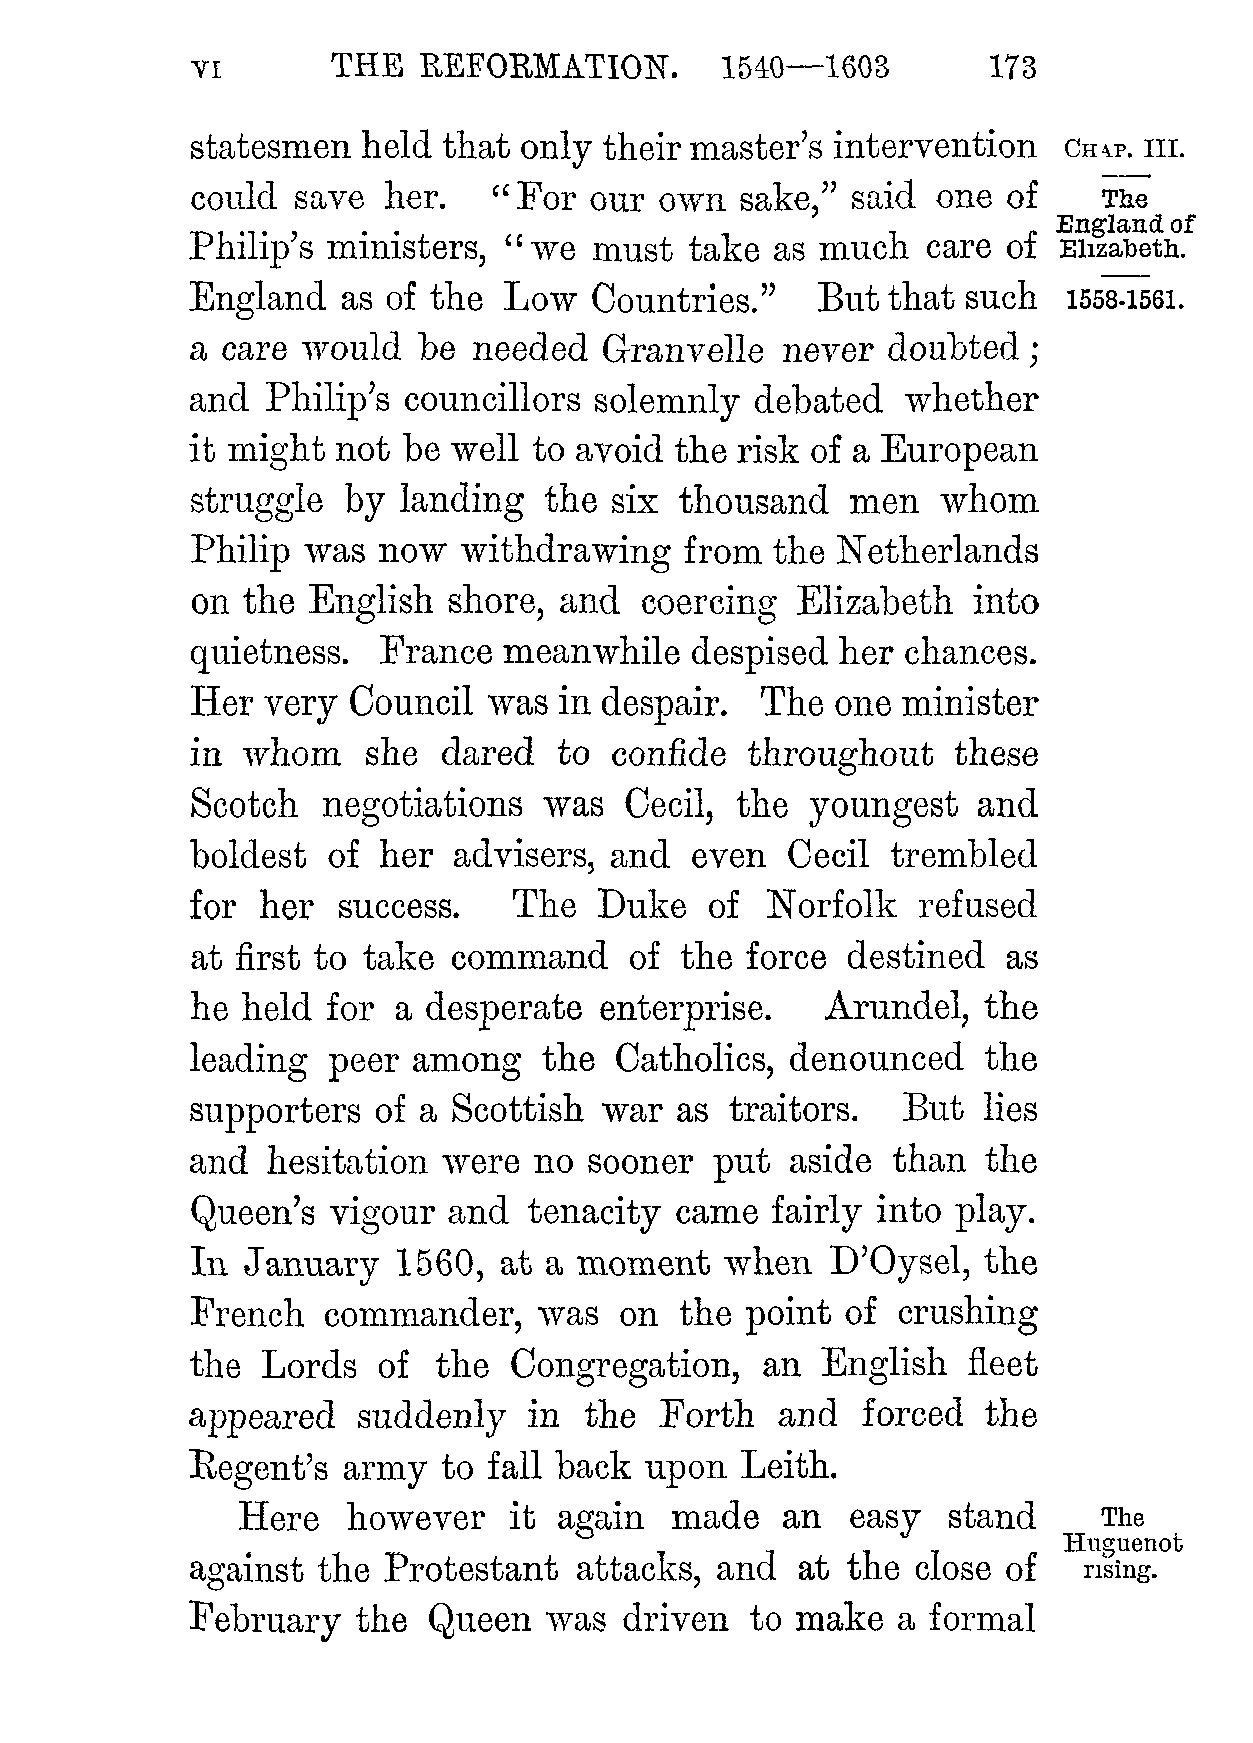 VI THE REFORMATION. 1540—1603 173
statesmen held that only their master's intervention
could save her. "For our own sake," said one of
Philip's ministers, "we must take as much care of
England as of the Low Countries." But that such
a care would be needed Granvelle never doubted;
and Philip's councillors solemnly debated whether
it might not be well to avoid the risk of a European
struggle by landing the six thousand men whom
Philip was now withdrawing from the Netherlands
on the English shore, and coercing Elizabeth into
quietness. France meanwhile despised her chances.
Her very Council was in despair. The one minister
in whom she dared to confide throughout these
Scotch negotiations was Cecil, the youngest and
boldest of her advisers, and even Cecil trembled
for her success. The Duke of Norfolk refused
at first to take command of the force destined as
he held for a desperate enterprise. Arundel, the
leading peer among the Catholics, denounced the
supporters of a Scottish war as traitors. But lies
and hesitation were no sooner put aside than the
Queen's vigour and tenacity came fairly into play.
In January 1560, at a moment when D'Oysel, the
French commander, was on the point of crushing
the Lords of the Congregation, an English fleet
appeared suddenly in the Forth and forced the
Regent's army to fall back upon Leith.
Here however it again made an easy stand
against the Protestant attacks, and at the close of
February the Queen was driven to make a formal
CHAP. III.
The
England of
Elizabeth.
1558-1561.
The
Huguenot
rising.